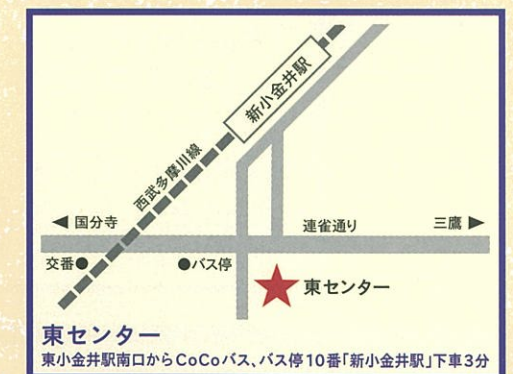 新小金井駅
西武多摩川線
◀ 国分寺
連雀通り
三鷹 ▶
交番●
●バス停
東センター
東センター
東小金井駅南口からCoCoバス、バス停10番「新小金井駅」下車3分